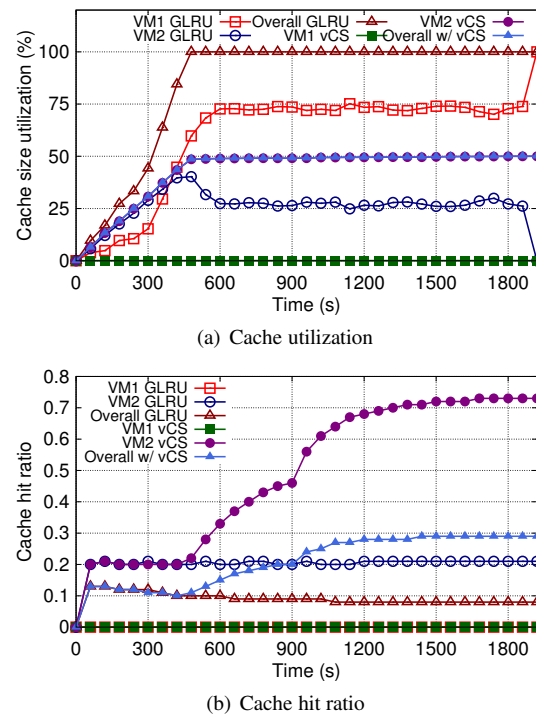 VM1 GLRU Overall GLRU VM2 vCS
VM2 GLRU VM1 vCS Overall w/ vCS
Cache size utilization (%)
100
75
50
25
0
0 300 600 900 1200 1500 1800
Time (s)
(a) Cache utilization
VM1 GLRU
VM2 GLRU
Overall GLRU
VM1 vCS
VM2 vCS
Overall w/ vCS
Cache hit ratio
0.8
0.7
0.6
0.5
0.4
0.3
0.2
0.1
0
0 300 600 900 1200 1500 1800
Time (s)
(b) Cache hit ratio